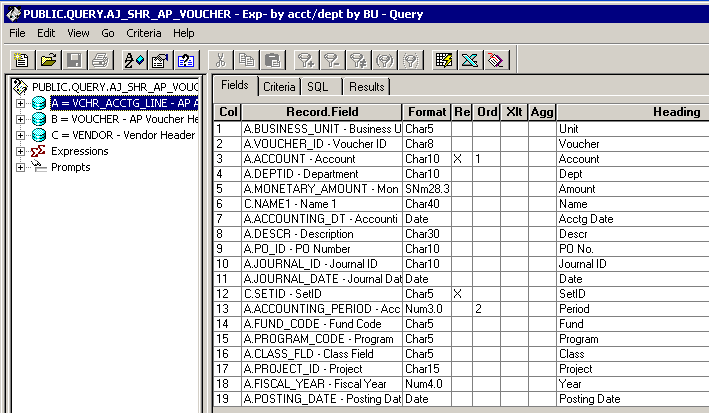 PUBLIC.QUERY.AJ_SHR_AP_VOUCHER - Exp- by acct/dept by BU - Query
File Edit View Go Criteria Help
PUBLIC.QUERY.AJ_SHR_AP_VOUC
A = VCHR_ACCTG_LINE - AP A
B = VOUCHER - AP Voucher He
C = VENDOR - Vendor Header
Expressions
Prompts
Fields Criteria SQL Results
Col Record.Field Format Re Ord Xlt Agg Heading
1 A.BUSINESS_UNIT - Business U Char5 Unit
2 A.VOUCHER_ID - Voucher ID Char8 Voucher
3 A.ACCOUNT - Account Char10 X 1 Account
4 A.DEPTID - Department Char10 Dept
5 A.MONETARY_AMOUNT - Mon SNm28.3 Amount
6 C.NAME1 - Name 1 Char40 Name
7 A.ACCOUNTING_DT - Accounti Date Acctg Date
8 A.DESCR - Description Char30 Descr
9 A.PO_ID - PO Number Char10 PO No.
10 A.JOURNAL_ID - Journal ID Char10 Journal ID
11 A.JOURNAL_DATE - Journal Dat Date Date
12 C.SETID - SetID Char5 X SetID
13 A.ACCOUNTING_PERIOD - Acc Num3.0 2 Period
14 A.FUND_CODE - Fund Code Char5 Fund
15 A.PROGRAM_CODE - Program Char5 Program
16 A.CLASS_FLD - Class Field Char5 Class
17 A.PROJECT_ID - Project Char15 Project
18 A.FISCAL_YEAR - Fiscal Year Num4.0 Year
19 A.POSTING_DATE - Posting Dat Date Posting Date